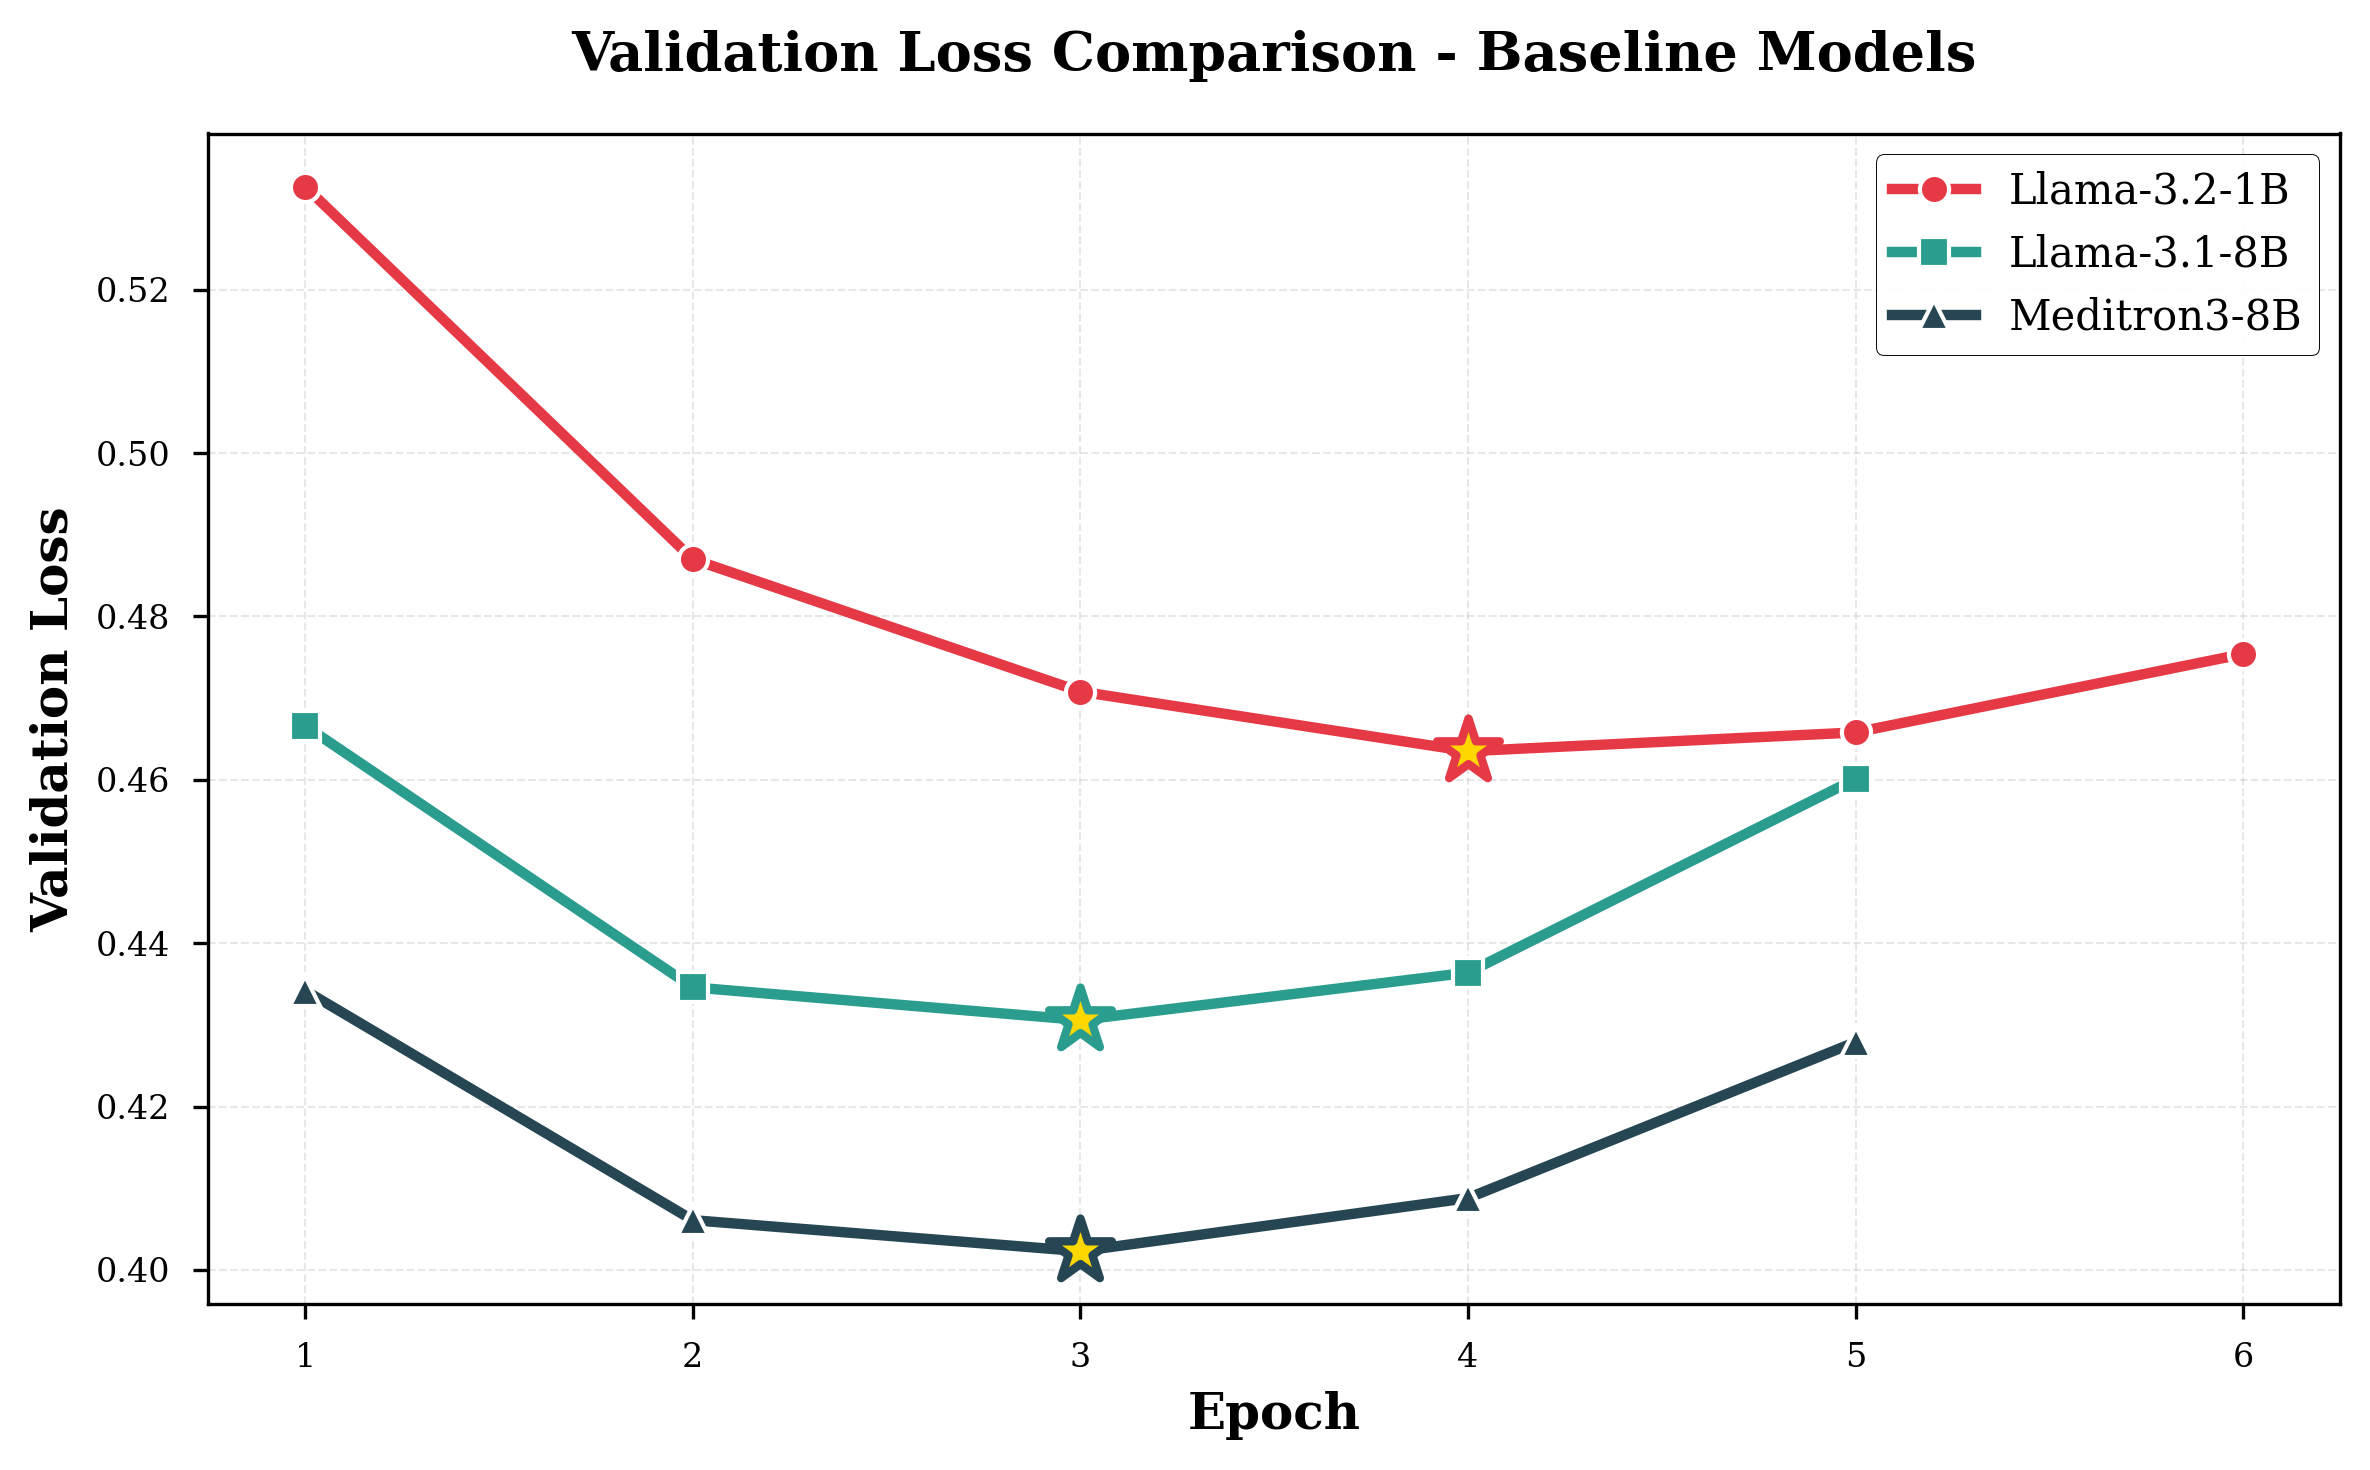 Validation Loss Comparison - Baseline Models
Llama-3.2-1B
Llama-3.1-8B
Meditron3-8B
Validation Loss
0.52
0.50
0.48
0.46
0.44
0.42
0.40
1 2 3 4 5 6
Epoch